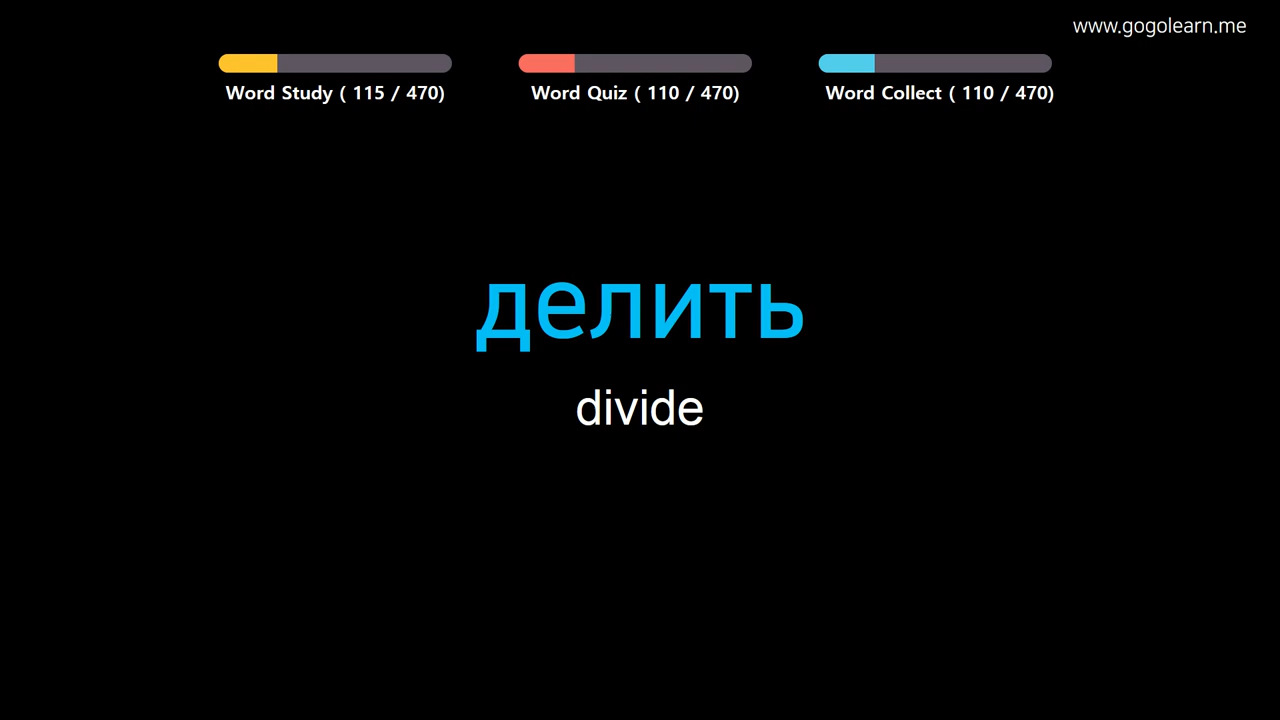 www.gogolearn.me
Word Study ( 115 / 470)
Word Quiz ( 110 / 470)
Word Collect ( 110 / 470)
делить
divide